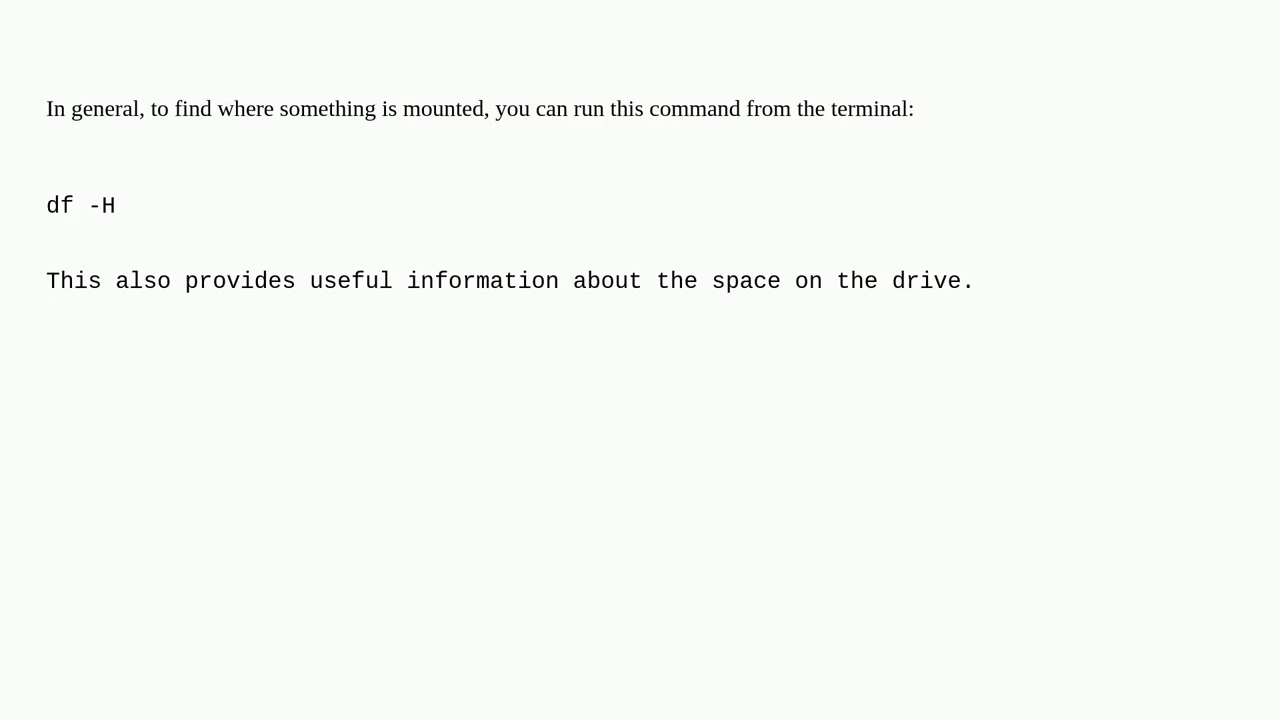 In general, to find where something is mounted, you can run this command from the terminal:
df -H
This also provides useful information about the space on the drive.